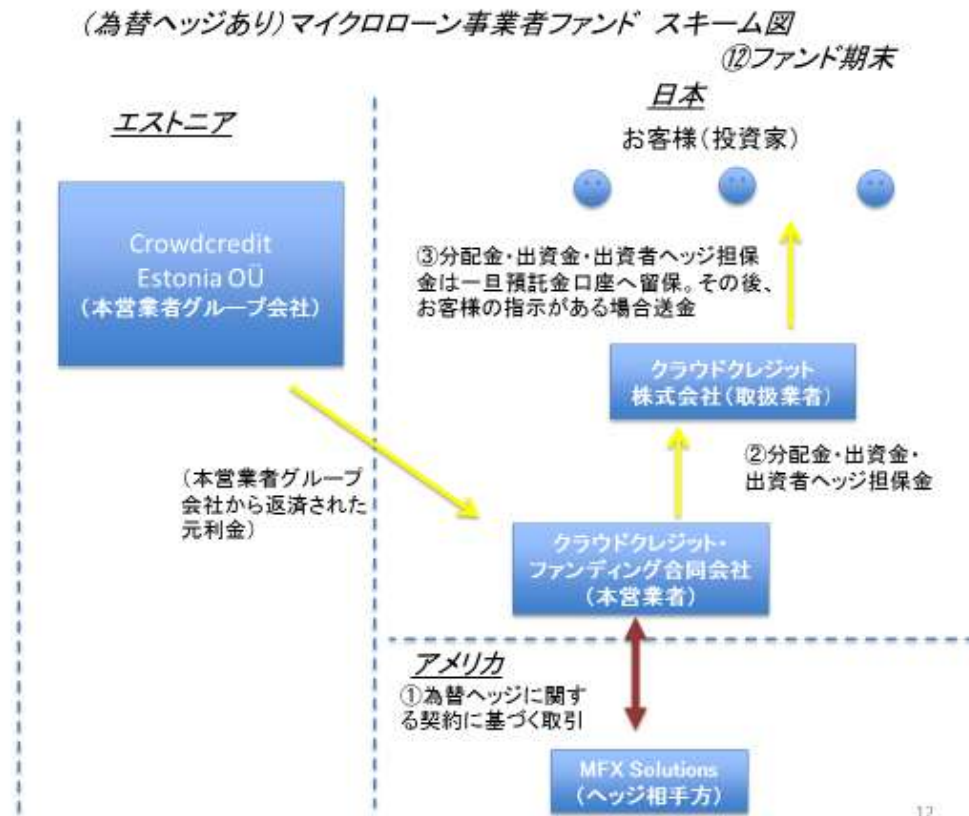 (為替ヘッジあり)マイクロローン事業者ファンド スキーム図
⑫ファンド期末
エストニア
日本
お客様(投資家)
Crowdcredit
Estonia OÜ
(本営業者グループ会社)
③分配金・出資金・出資者ヘッジ担保
金は一旦預託金口座へ留保。その後、
お客様の指示がある場合送金
クラウドクレジット
株式会社(取扱業者)
②分配金・出資金・
出資者ヘッジ担保金
(本営業者グループ
会社から返済された
元利金)
クラウドクレジット・
ファンディング合同会社
(本営業者)
アメリカ
①為替ヘッジに関す
る契約に基づく取引
MFX Solutions
(ヘッジ相手方)
12